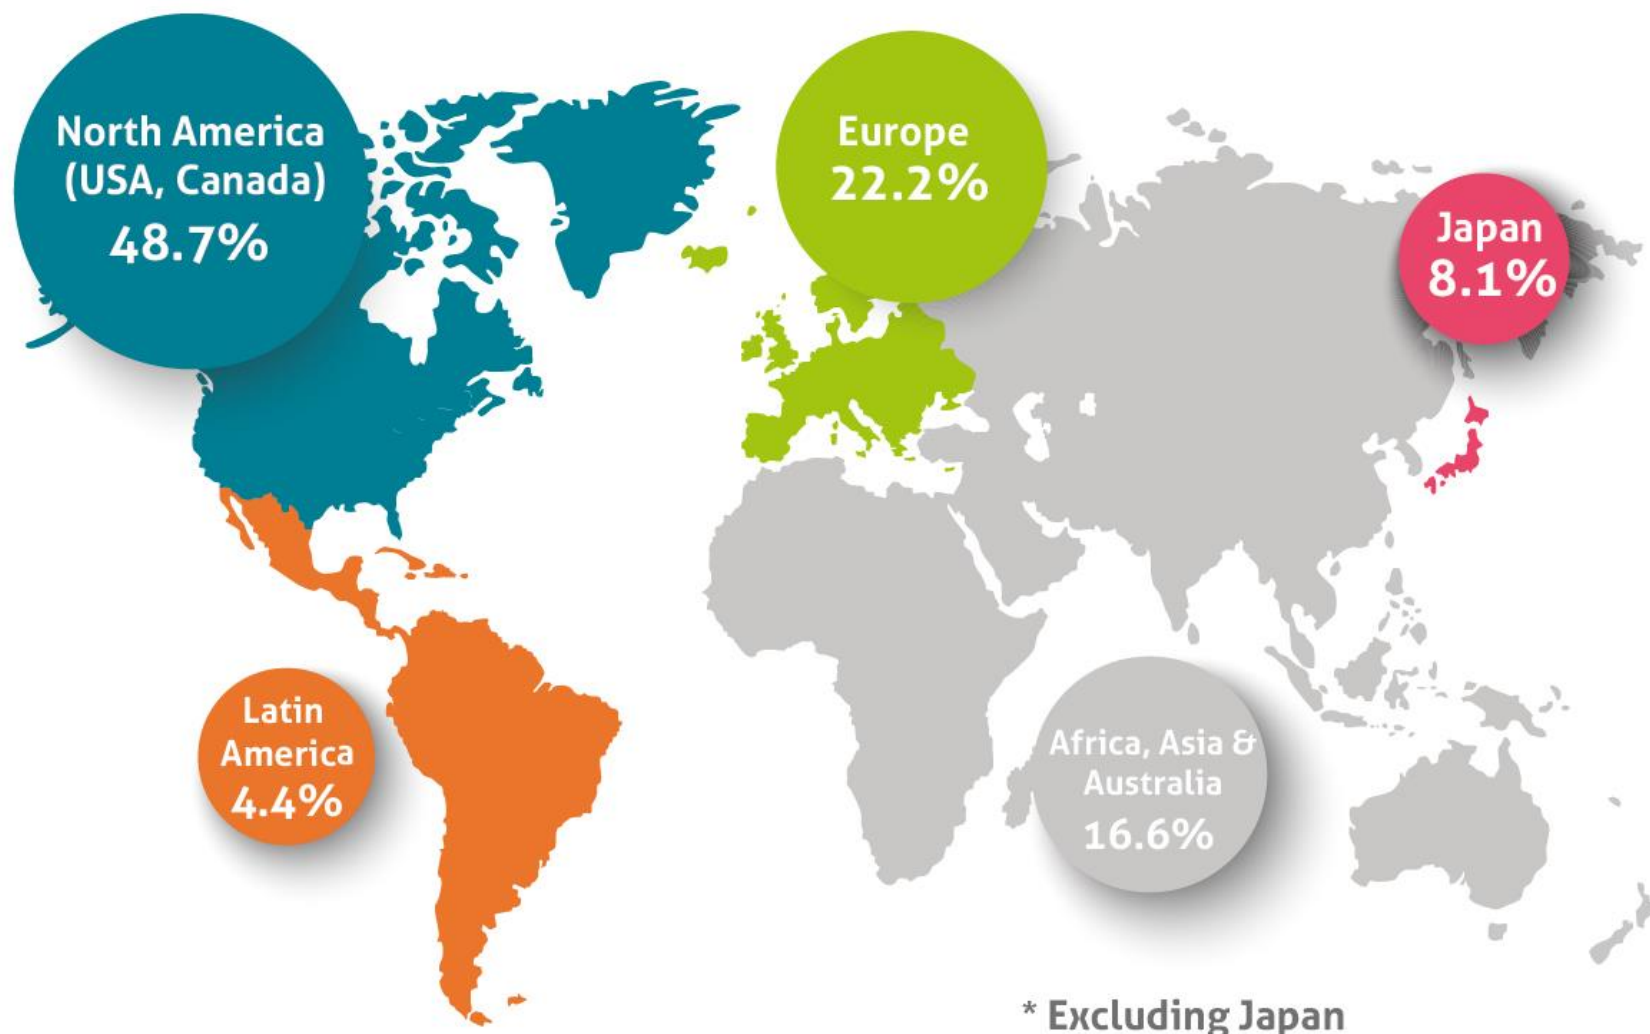 North America
(USA, Canada)
48.7%
Europe
22.2%
Japan
8.1%
Latin
America
4.4%
Africa, Asia &
Australia
16.6%
* Excluding Japan